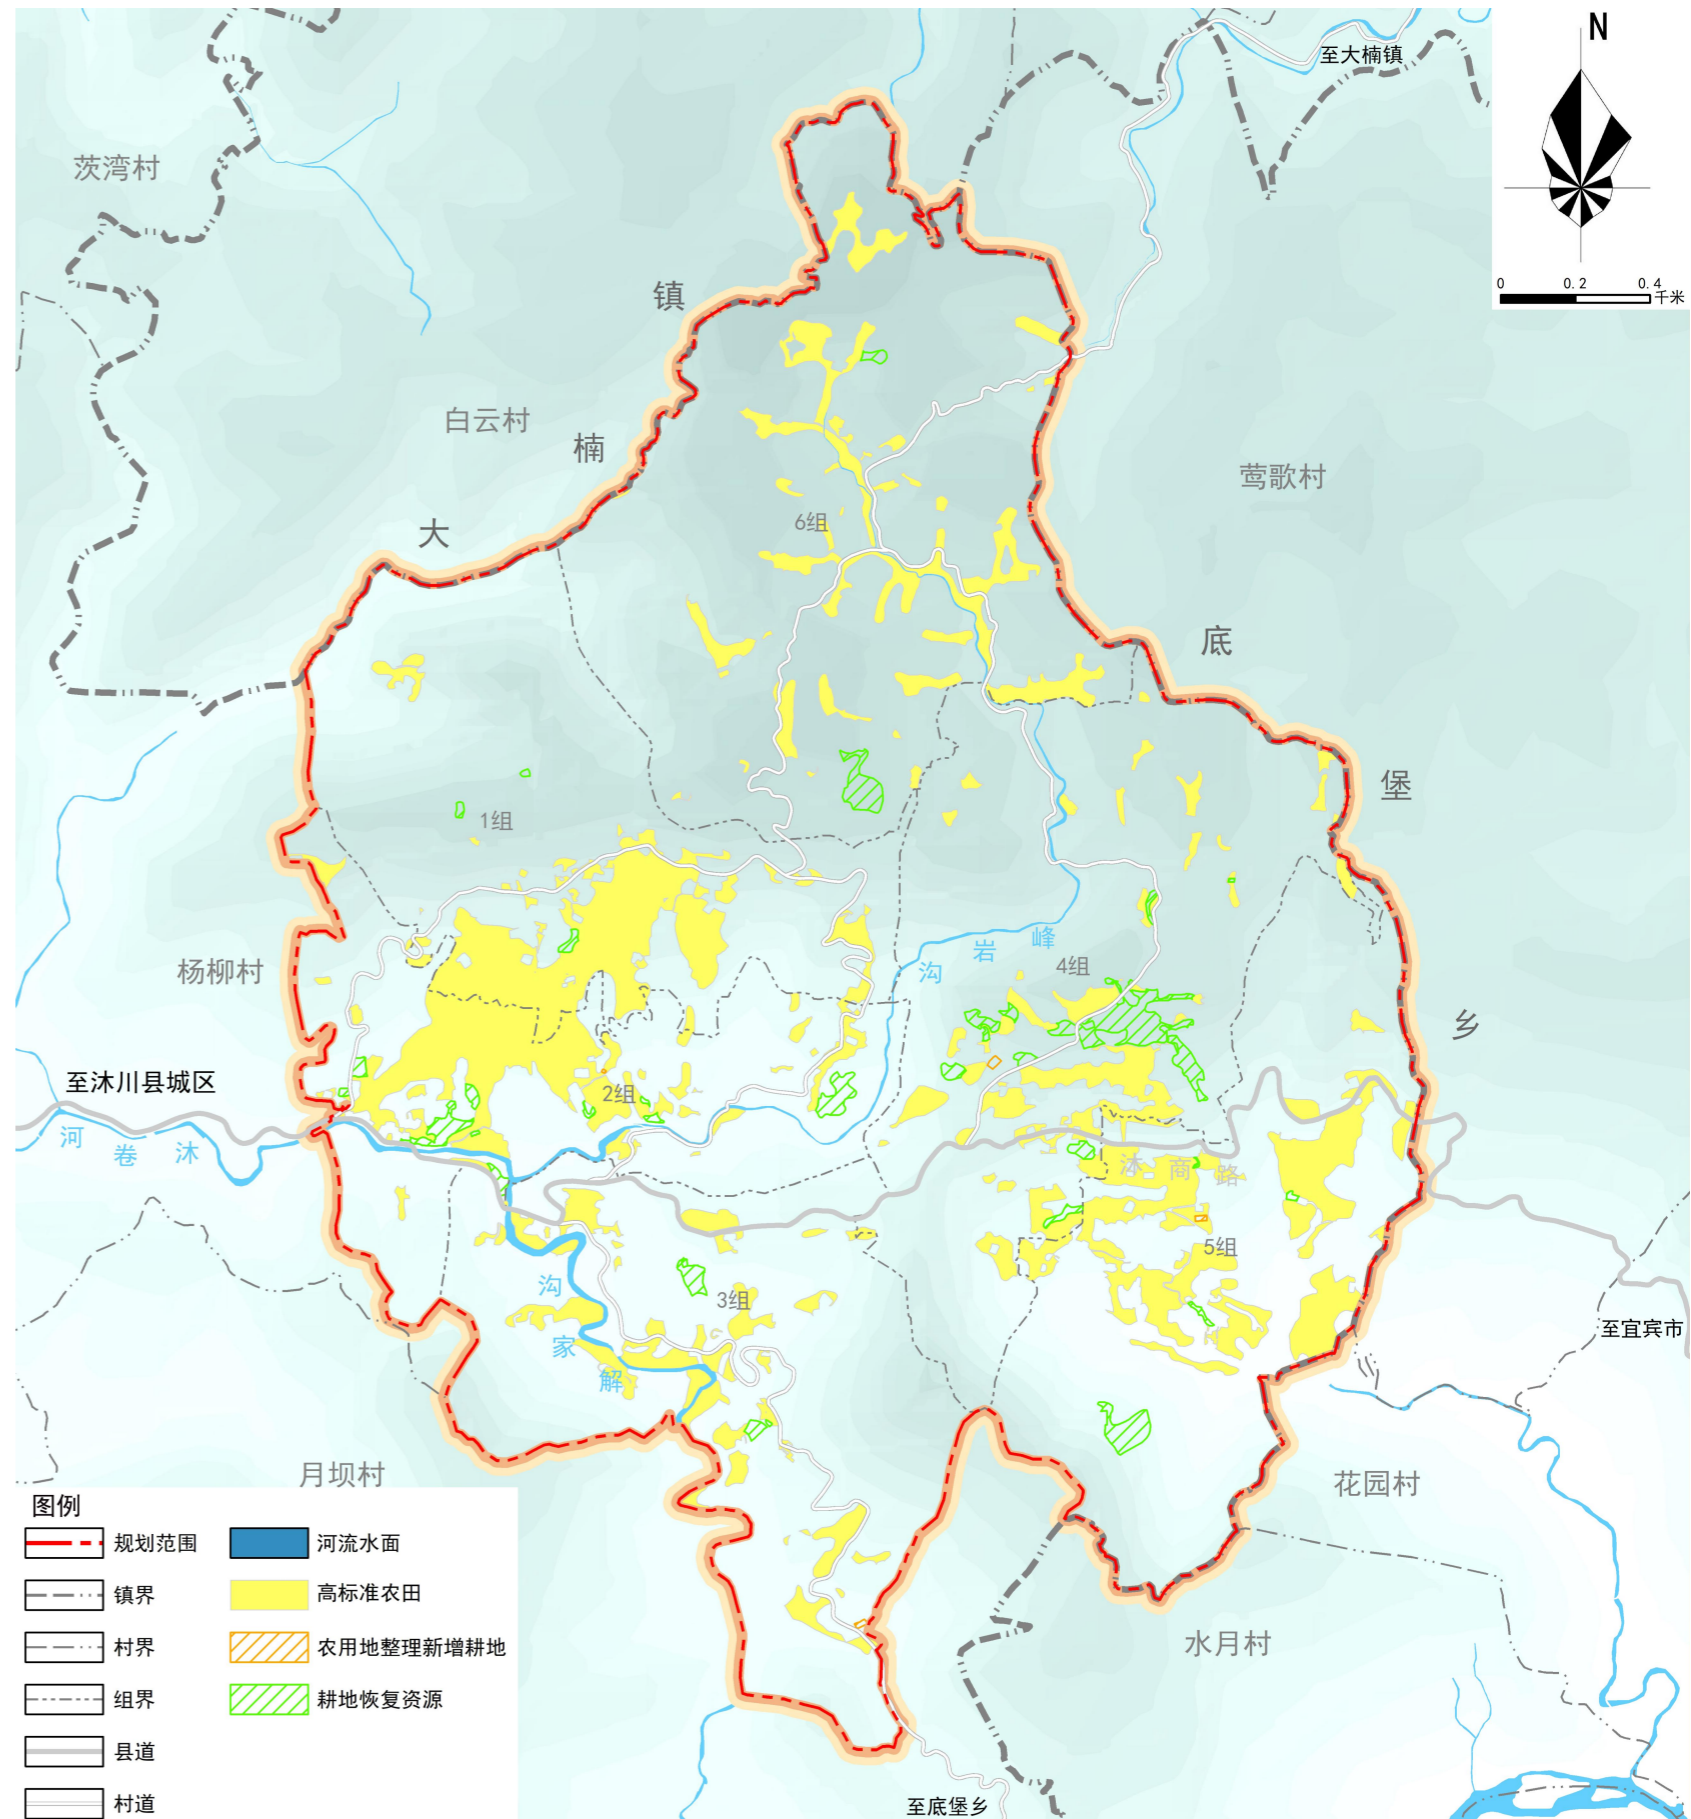 N
至大楠镇
0 0.2 0.4
千米
茨湾村
镇
白云村
楠
莺歌村
大
6组
底
堡
1组
峰
岩
沟
4组
杨柳村
乡
至沐川县城区
2组
河
卷
沐
沐 商 路
5组
沟
3组
家
解
至宜宾市
月坝村
花园村
水月村
至底堡乡
图例
规划范围
河流水面
镇界
高标准农田
村界
农用地整理新增耕地
组界
耕地恢复资源
县道
村道